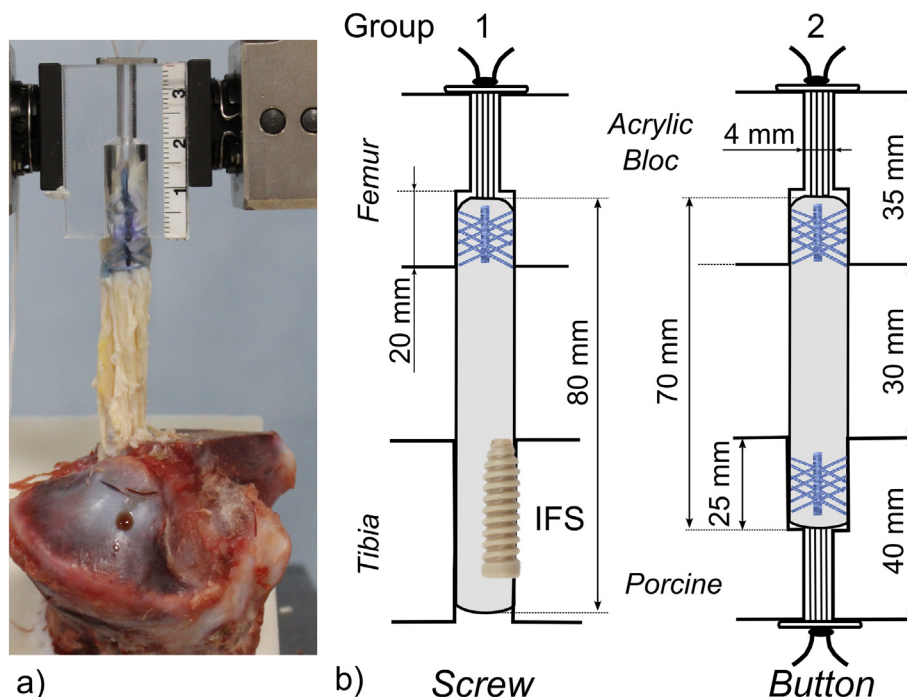 Group 1 2
3
2
1
Femur
Acrylic
Bloc
4 mm
35 mm
20 mm
80 mm
70 mm
30 mm
25 mm
IFS
Tibia
Porcine
40 mm
a) b) Screw Button